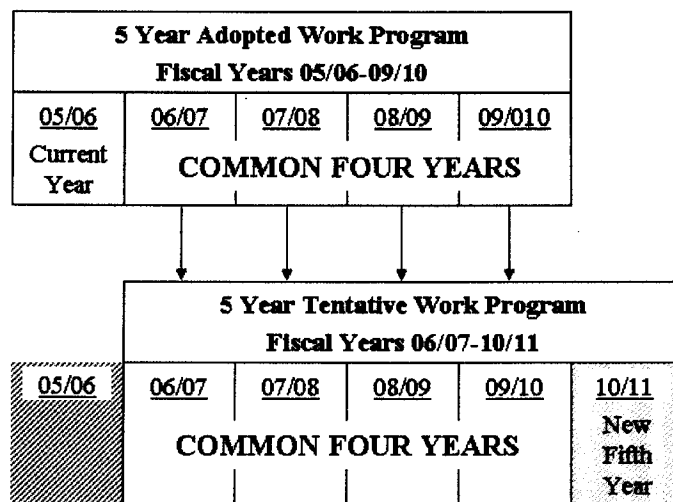 5 Year Adopted Work Program
Fiscal Years 05/06-09/10
05/06 06/07 07/08 08/09 09/010
Current
Year
COMMON FOUR YEARS
5 Year Tentative Work Program
Fiscal Years 06/07-10/11
05/06 06/07 07/08 08/09 09/10 10/11
COMMON FOUR YEARS
New
Fifth
Year